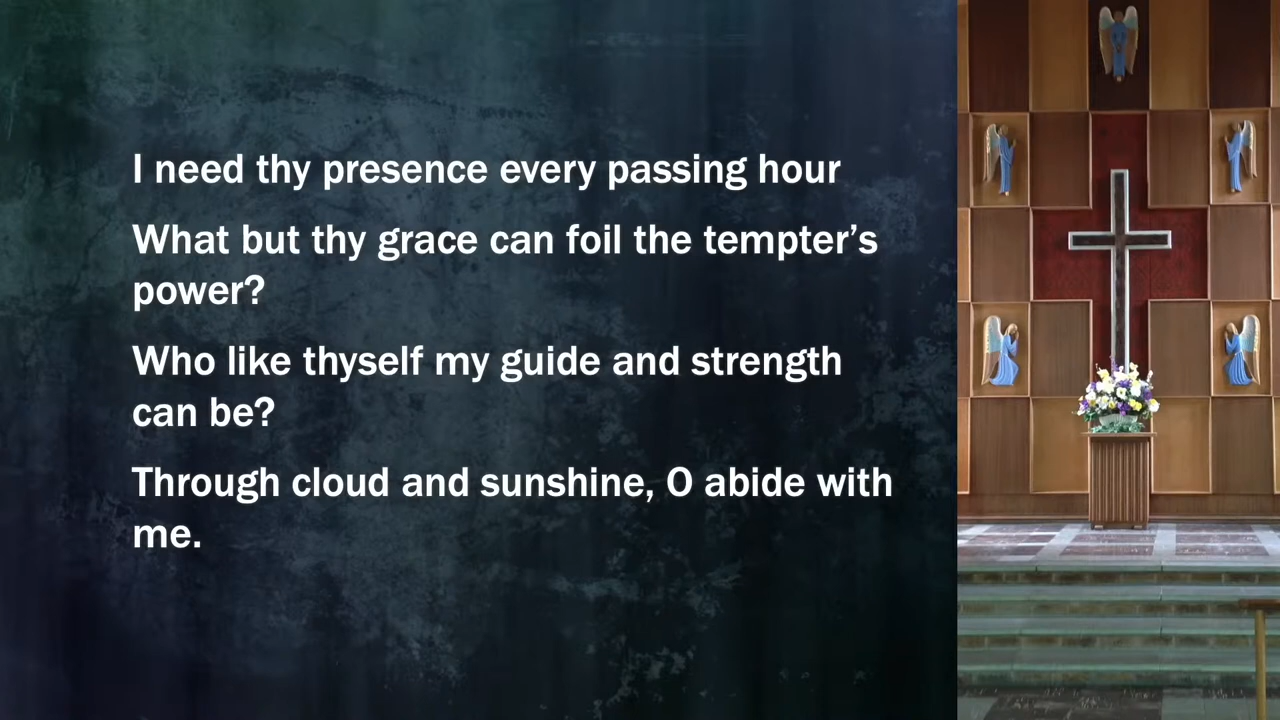 I need thy presence every passing hour
What but thy grace can foil the tempter’s
power?
Who like thyself my guide and strength
can be?
Through cloud and sunshine, O abide with
me.